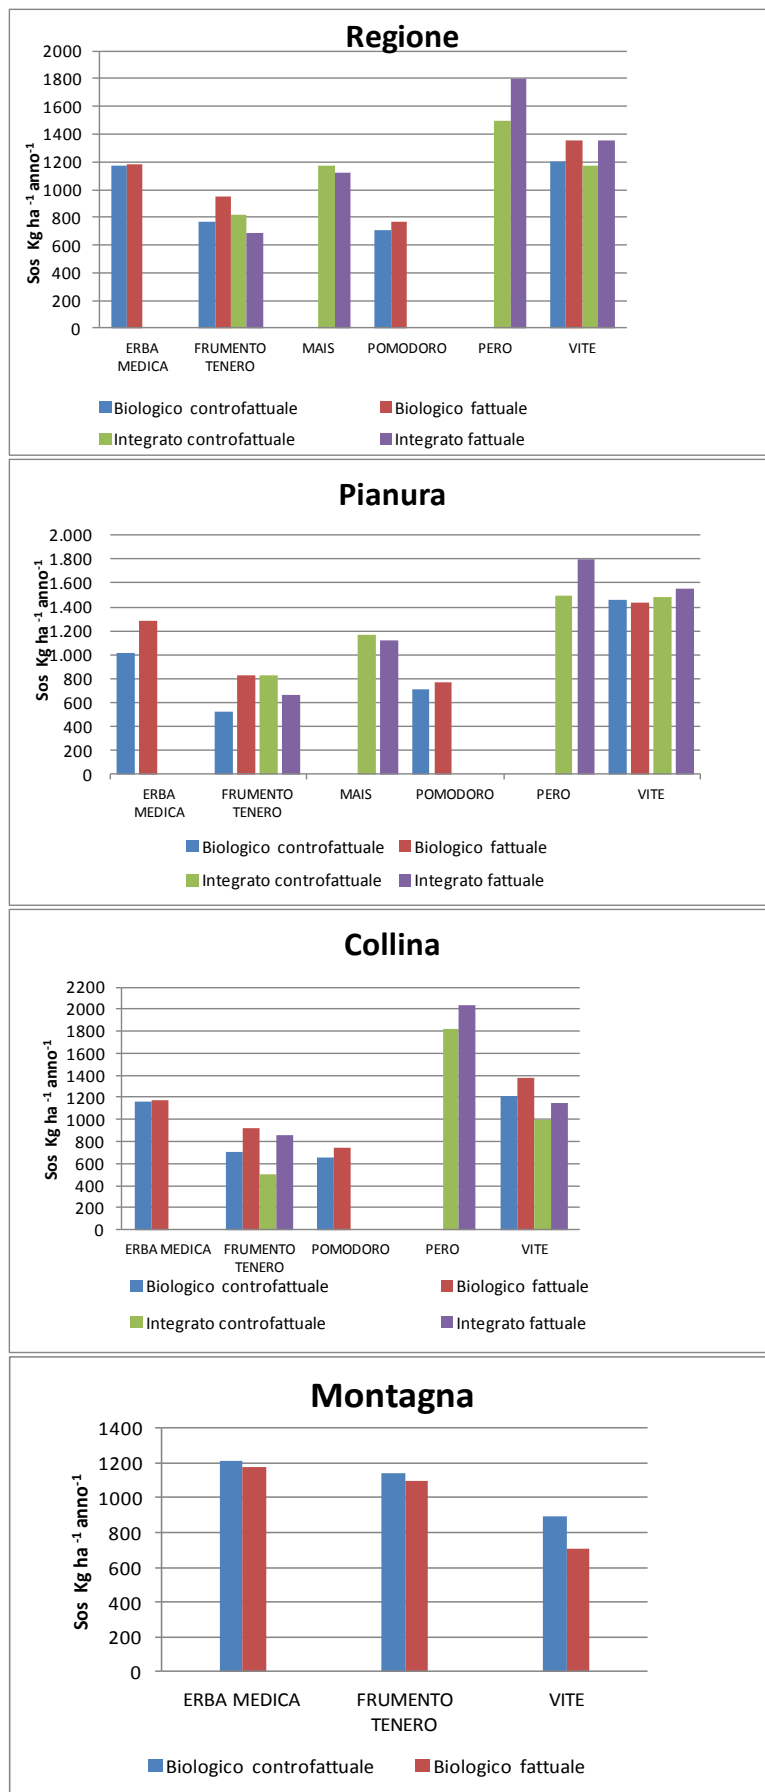 Regione
Sos Kg ha -1 anno-1
2000
1800
1600
1400
1200
1000
800
600
400
200
0
ERBA MEDICA
FRUMENTO TENERO
MAIS
POMODORO
PERO
VITE
Biologico controfattuale
Biologico fattuale
Integrato controfattuale
Integrato fattuale
Pianura
Sos Kg ha -1 anno-1
2.000
1.800
1.600
1.400
1.200
1.000
800
600
400
200
0
ERBA MEDICA
FRUMENTO TENERO
MAIS
POMODORO
PERO
VITE
Biologico controfattuale
Biologico fattuale
Integrato controfattuale
Integrato fattuale
Collina
Sos Kg ha -1 anno-1
2200
2000
1800
1600
1400
1200
1000
800
600
400
200
0
ERBA MEDICA
FRUMENTO TENERO
POMODORO
PERO
VITE
Biologico controfattuale
Biologico fattuale
Integrato controfattuale
Integrato fattuale
Montagna
Sos Kg ha -1 anno-1
1400
1200
1000
800
600
400
200
0
ERBA MEDICA
FRUMENTO TENERO
VITE
Biologico controfattuale
Biologico fattuale